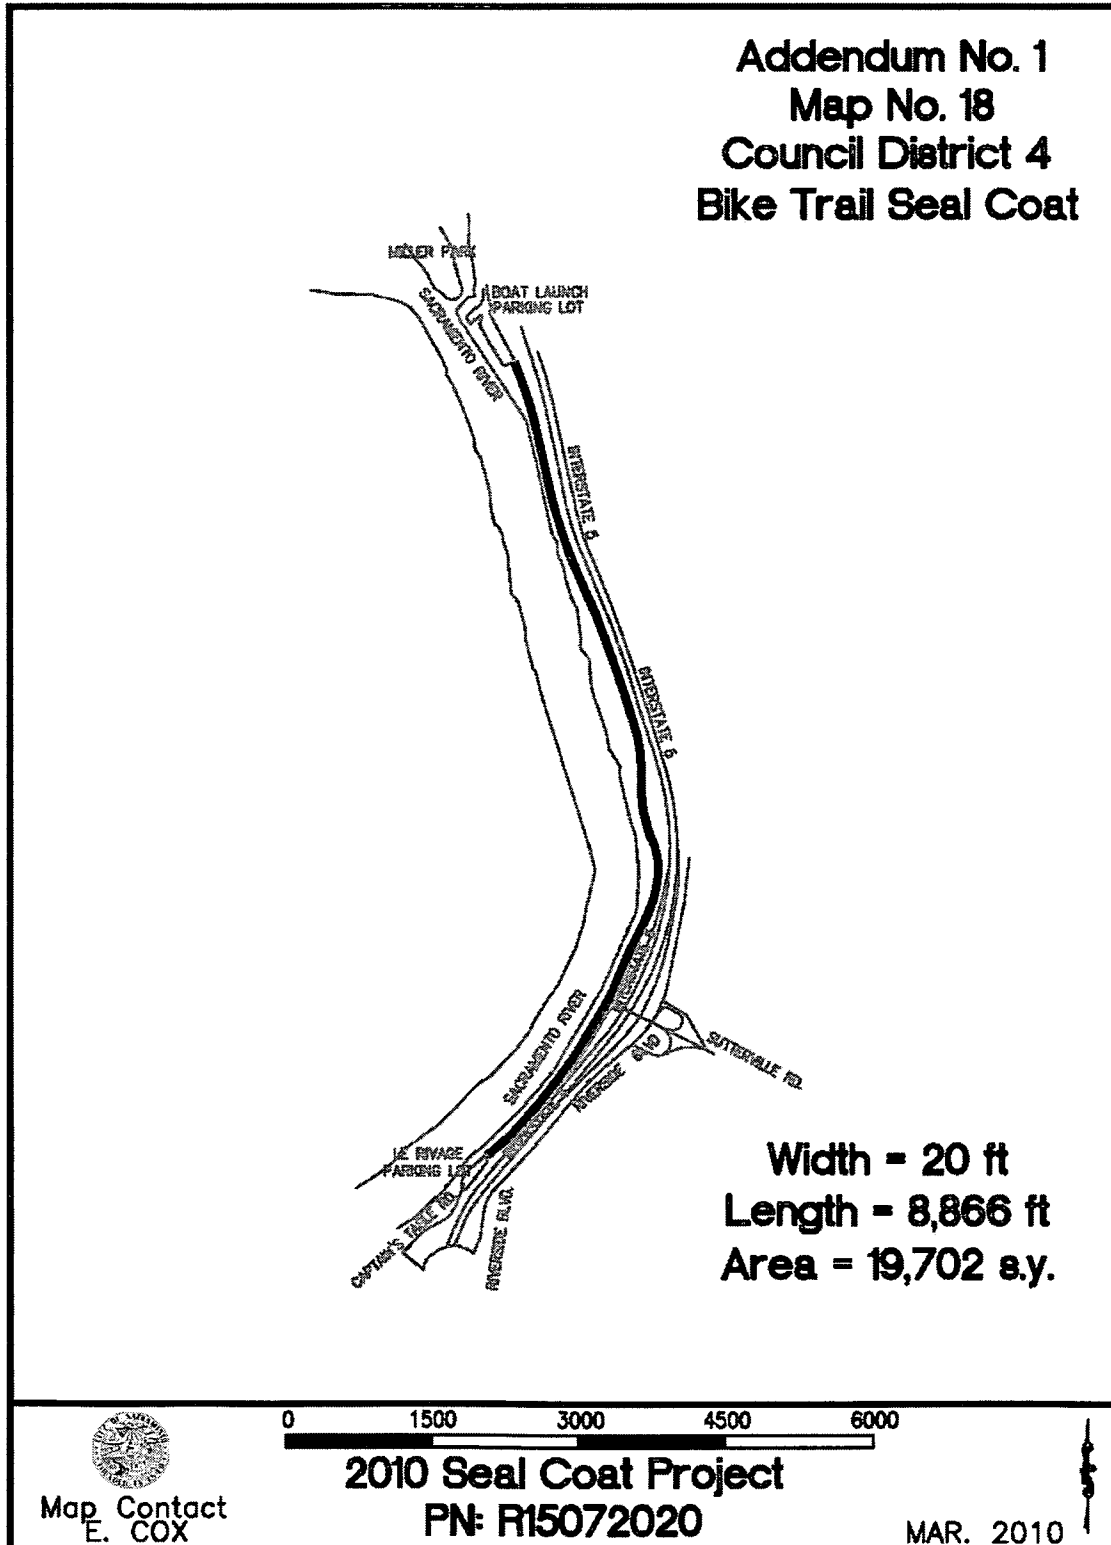 Addendum No. 1
Map No. 18
Council District 4
Bike Trail Seal Coat
MILLER PARK
BOAT LAUNCH
PARKING LOT
SACRAMENTO RIVER
INTERSTATE 5
INTERSTATE 5
SACRAMENTO RIVER
RIVERSIDE BLVD
SUTTERVILLE RD.
LE RIVAGE
PARKING LOT
CAPTAIN'S TABLE RD.
RIVERSIDE BLVD.
Width = 20 ft
Length = 8,866 ft
Area = 19,702 s.y.
0 1500 3000 4500 6000
2010 Seal Coat Project
PN: R15072020
Map Contact
E. COX
MAR. 2010